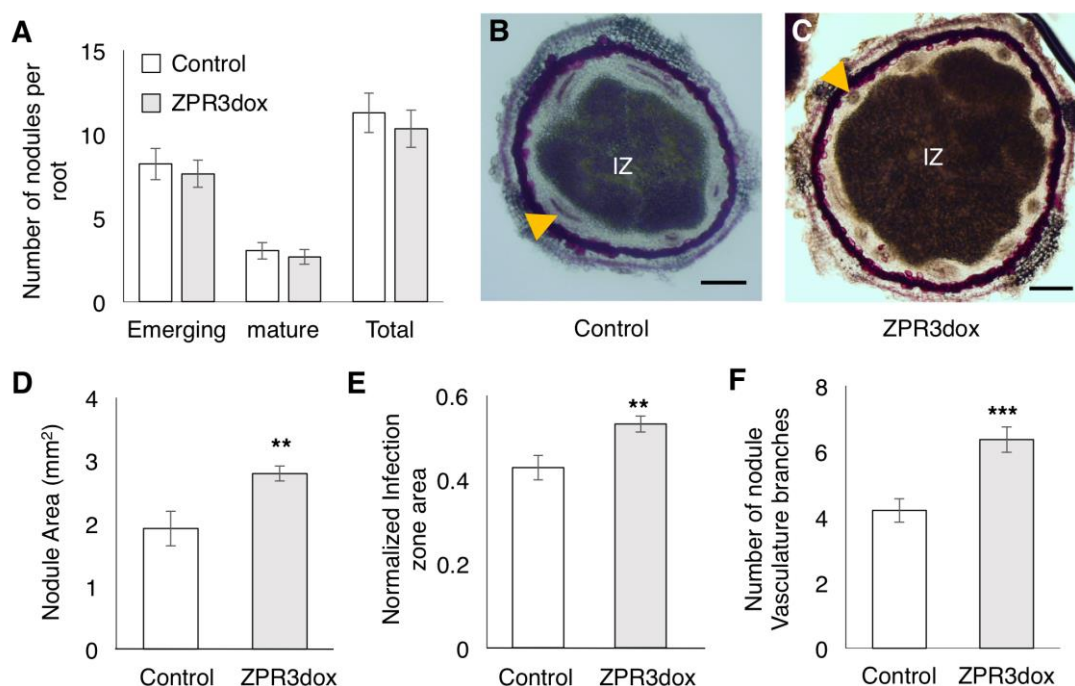 A
Number of nodules per
root
15
10
5
0
Control
ZPR3dox
Emerging mature Total
B
IZ
Control
C
IZ
ZPR3dox
D
Nodule Area (mm²)
4
3
2
1
0
**
Control ZPR3dox
E
Normalized Infection
zone area
0.6
0.4
0.2
0
**
Control ZPR3dox
F
Number of nodule
Vasculature branches
8
6
4
2
0
***
Control ZPR3dox